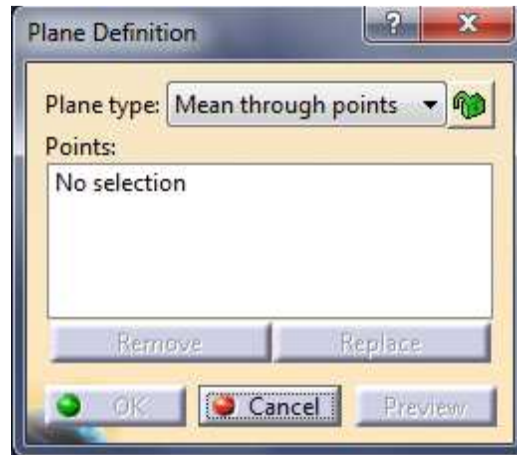 Plane Definition
?
X
Plane type: Mean through points
Points:
No selection
Remove Replace
OK Cancel Preview